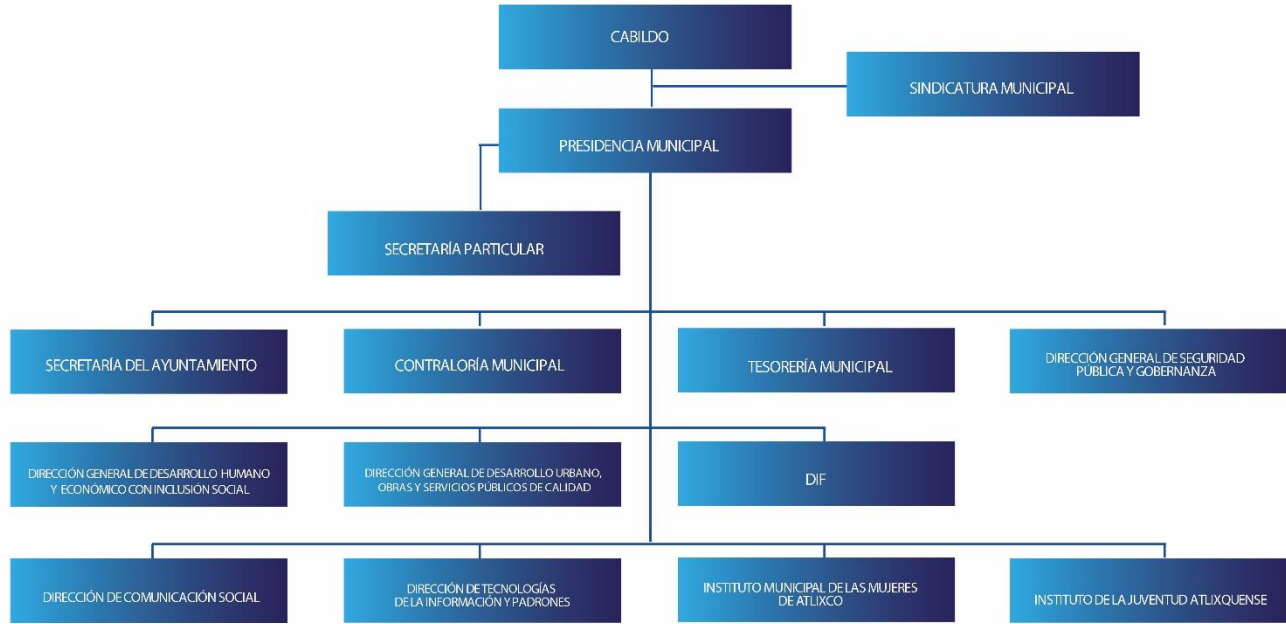 CABILDO
SINDICATURA MUNICIPAL
PRESIDENCIA MUNICIPAL
SECRETARÍA PARTICULAR
SECRETARÍA DEL AYUNTAMIENTO
CONTRALORÍA MUNICIPAL
TESORERÍA MUNICIPAL
DIRECCIÓN GENERAL DE SEGURIDAD
PÚBLICA Y GOBERNANZA
DIRECCIÓN GENERAL DE DESARROLLO HUMANO
Y ECONÓMICO CON INCLUSIÓN SOCIAL
DIRECCIÓN GENERAL DE DESARROLLO URBANO,
OBRAS Y SERVICIOS PÚBLICOS DE CALIDAD
DIF
DIRECCIÓN DE COMUNICACIÓN SOCIAL
DIRECCIÓN DE TECNOLOGÍAS
DE LA INFORMACIÓN Y PADRONES
INSTITUTO MUNICIPAL DE LAS MUJERES
DE ATLIXCO
INSTITUTO DE LA JUVENTUD ATLIXQUENSE